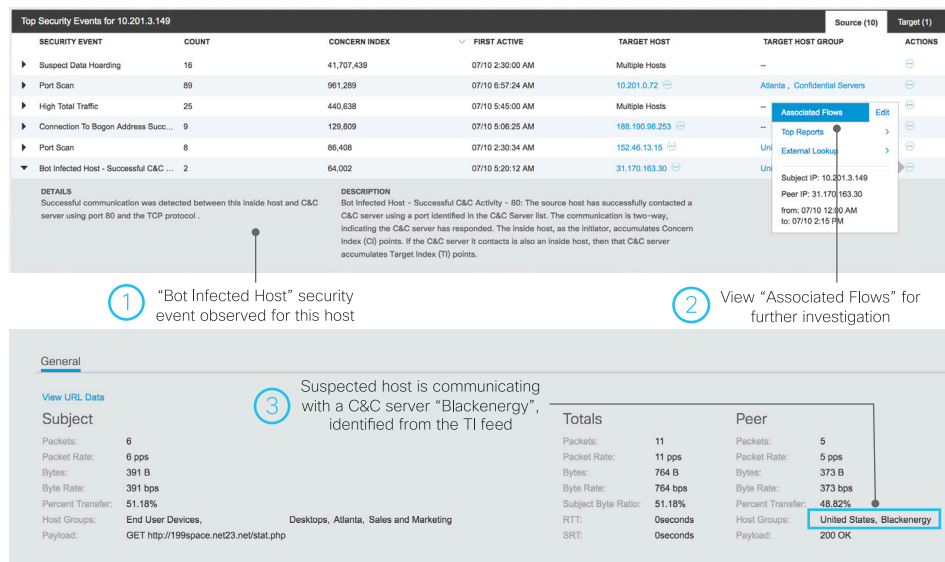 Top Security Events for 10.201.3.149 Source (10) Target (1)
SECURITY EVENT COUNT CONCERN INDEX FIRST ACTIVE TARGET HOST TARGET HOST GROUP ACTIONS
Suspect Data Hoarding 16 41,707,439 07/10 2:30:00 AM Multiple Hosts --
Port Scan 89 961,289 07/10 6:57:24 AM 10.201.0.72 Atlanta , Confidential Servers
High Total Traffic 25 440,638 07/10 5:45:00 AM Multiple Hosts --
Connection To Bogon Address Succ... 9 129,609 07/10 5:06:25 AM 188.190.98.253 --
Port Scan 8 86,408 07/10 2:30:34 AM 152.46.13.15 Uni
Bot Infected Host - Successful C&C ... 2 64,002 07/10 5:20:12 AM 31.170.163.30 Uni
Associated Flows Edit
Top Reports >
External Lookup >
Subject IP: 10.201.3.149
Peer IP: 31.170.163.30
from: 07/10 12:00 AM
to: 07/10 2:15 PM
DETAILS
Successful communication was detected between this inside host and C&C
server using port 80 and the TCP protocol .
DESCRIPTION
Bot Infected Host - Successful C&C Activity - 80: The source host has successfully contacted a
C&C server using a port identified in the C&C Server list. The communication is two-way,
indicating the C&C server has responded. The inside host, as the initiator, accumulates Concern
Index (CI) points. If the C&C server it contacts is also an inside host, then that C&C server
accumulates Target Index (TI) points.
1 "Bot Infected Host" security
event observed for this host
2 View "Associated Flows" for
further investigation
General
View URL Data
3 Suspected host is communicating
with a C&C server "Blackenergy",
identified from the TI feed
Subject
Packets: 6
Packet Rate: 6 pps
Bytes: 391 B
Byte Rate: 391 bps
Percent Transfer: 51.18%
Host Groups: End User Devices, Desktops, Atlanta, Sales and Marketing
Payload: GET http://199space.net23.net/stat.php
Totals
Packets: 11
Packet Rate: 11 pps
Bytes: 764 B
Byte Rate: 764 bps
Subject Byte Ratio: 51.18%
RTT: 0seconds
SRT: 0seconds
Peer
Packets: 5
Packet Rate: 5 pps
Bytes: 373 B
Byte Rate: 373 bps
Percent Transfer: 48.82%
Host Groups: United States, Blackenergy
Payload: 200 OK